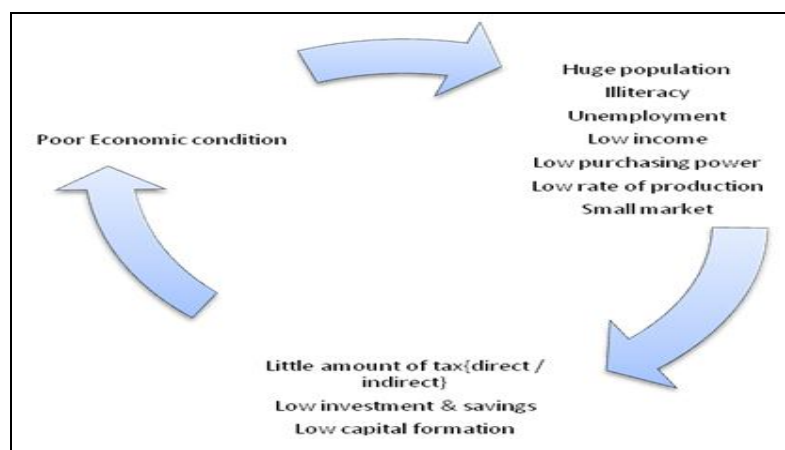 Poor Economic condition
Huge population
Illiteracy
Unemployment
Low income
Low purchasing power
Low rate of production
Small market
Little amount of tax{direct /
indirect}
Low investment & savings
Low capital formation